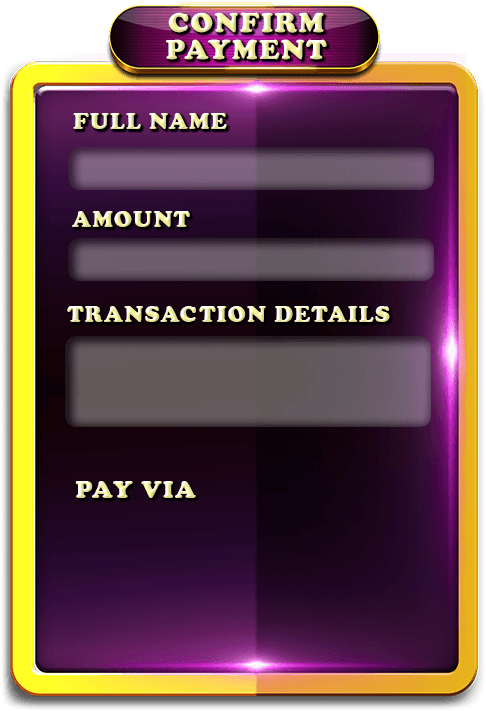 CONFIRM
PAYMENT
FULL NAME
AMOUNT
TRANSACTION DETAILS
PAY VIA